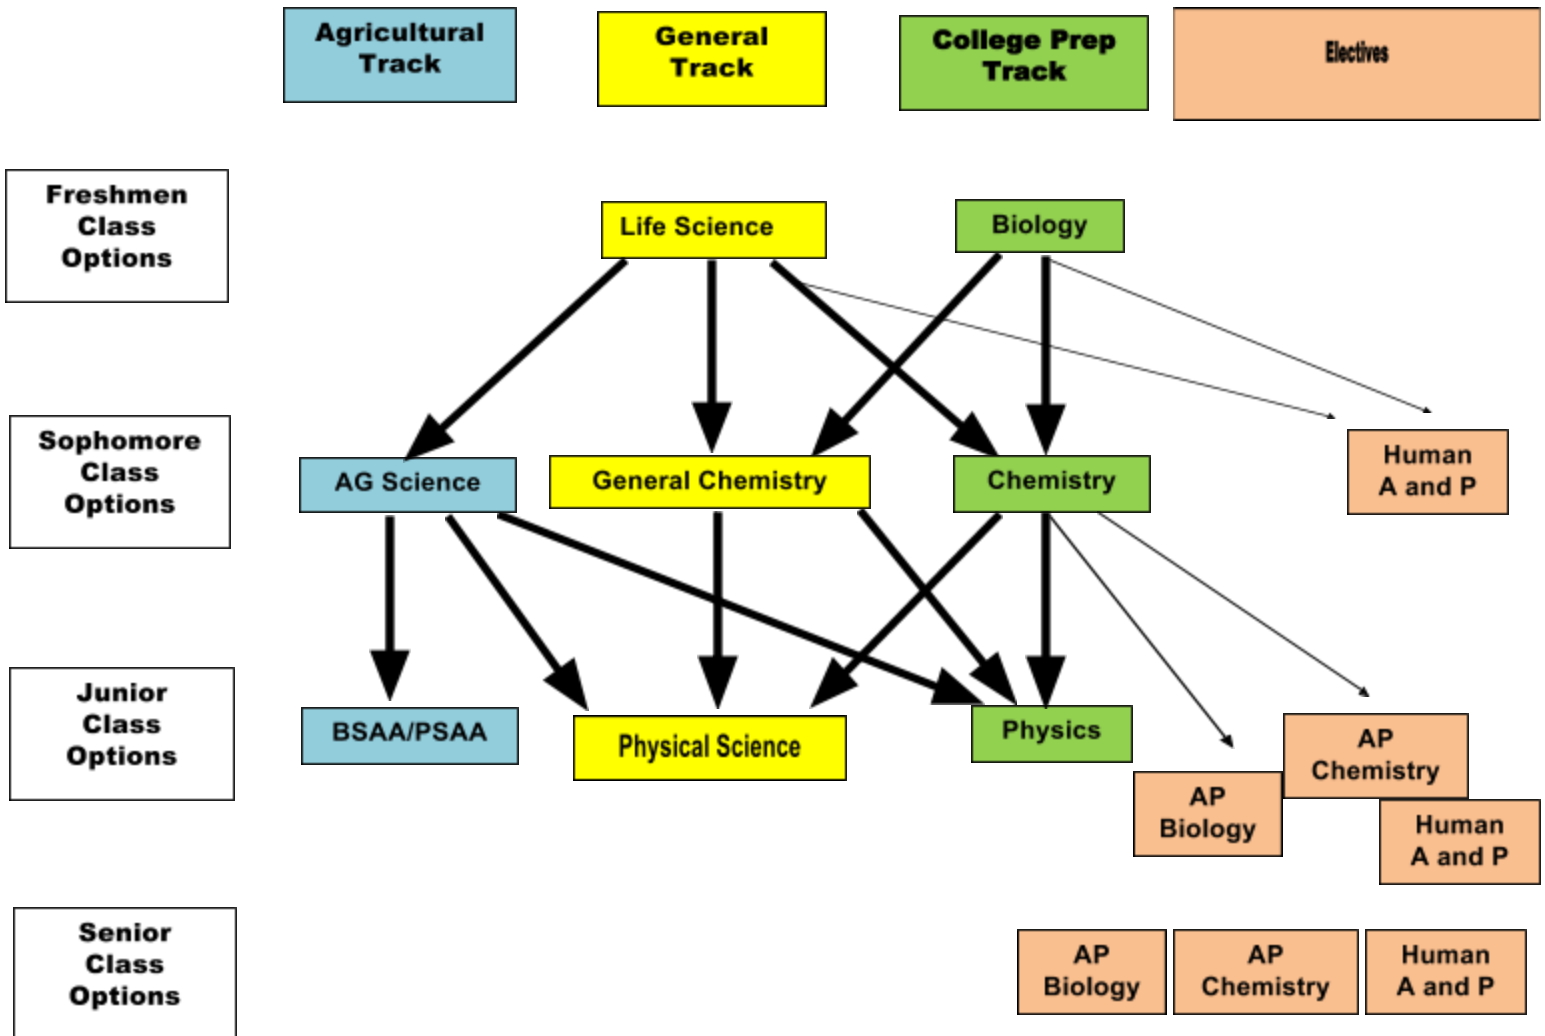 Agricultural
Track
General
Track
College Prep
Track
Electives
Freshmen
Class
Options
Life Science
Biology
Sophomore
Class
Options
AG Science
General Chemistry
Chemistry
Human
A and P
Junior
Class
Options
BSAA/PSAA
Physical Science
Physics
AP
Chemistry
AP
Biology
Human
A and P
Senior
Class
Options
AP
Biology
AP
Chemistry
Human
A and P